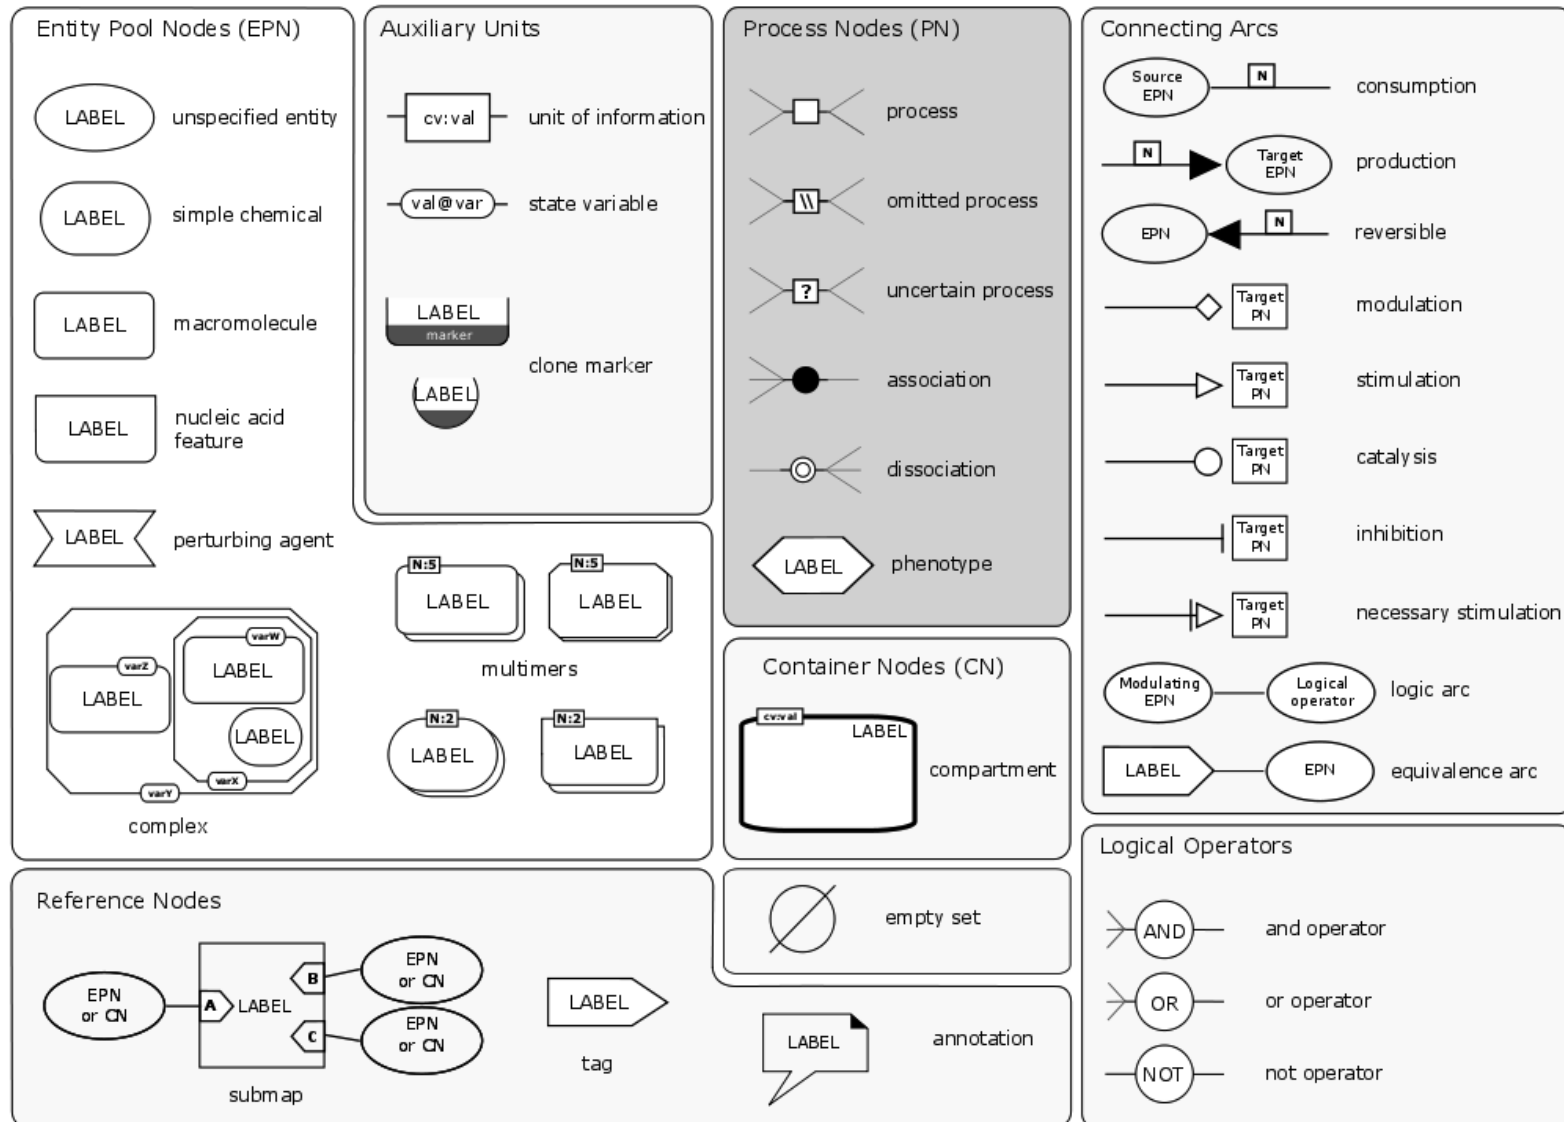 Entity Pool Nodes (EPN)
LABEL
unspecified entity
LABEL
simple chemical
LABEL
macromolecule
LABEL
nucleic acid
feature
LABEL
perturbing agent
varW
LABEL
varZ
LABEL
LABEL
varX
varY
complex
N:5
LABEL
N:5
LABEL
multimers
N:2
LABEL
N:2
LABEL
Auxiliary Units
cv:val
unit of information
val@var
state variable
LABEL
marker
clone marker
LABEL
Process Nodes (PN)
process
\\
omitted process
?
uncertain process
association
dissociation
LABEL
phenotype
Container Nodes (CN)
cv:val
LABEL
compartment
empty set
Connecting Arcs
Source
EPN
N
consumption
N
Target
EPN
production
EPN
N
reversible
Target
PN
modulation
Target
PN
stimulation
Target
PN
catalysis
Target
PN
inhibition
Target
PN
necessary stimulation
Modulating
EPN
Logical
operator
logic arc
LABEL
EPN
equivalence arc
Reference Nodes
EPN
or CN
A
LABEL
B
C
EPN
or CN
EPN
or CN
submap
LABEL
tag
LABEL
annotation
Logical Operators
AND
and operator
OR
or operator
NOT
not operator